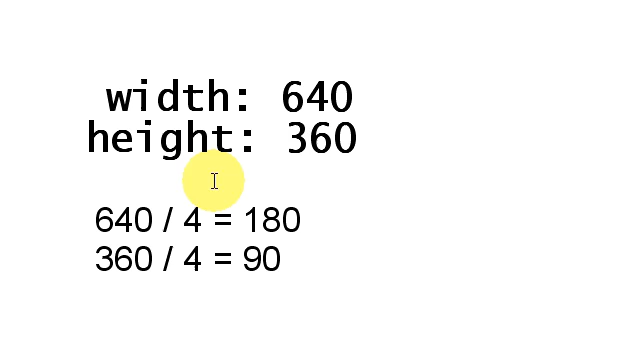 width: 640
height: 360
640 / 4 = 180
360 / 4 = 90